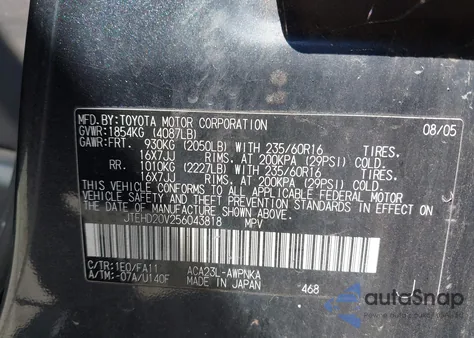 MFD.BY:TOYOTA MOTOR CORPORATION 08/05
GVWR:1854KG (4087LB)
GAWR:FRT. 930KG (2050LB) WITH 235/60R16 TIRES.
16X7JJ RIMS. AT 200KPA (29PSI) COLD.
RR. 1010KG (2227LB) WITH 235/60R16 TIRES.
16X7JJ RIMS. AT 200KPA (29PSI) COLD.
THIS VEHICLE CONFORMS TO ALL APPLICABLE FEDERAL MOTOR
VEHICLE SAFETY, BUMPER, AND THEFT PREVENTION STANDARDS
IN EFFECT ON THE DATE OF MANUFACTURE SHOWN ABOVE.
JTEHD20V256043818 MPV
C/TR:1E0/FA11 ACA23L-AWPNKA
A/TM:-07A/U140F MADE IN JAPAN 468
autoSnap